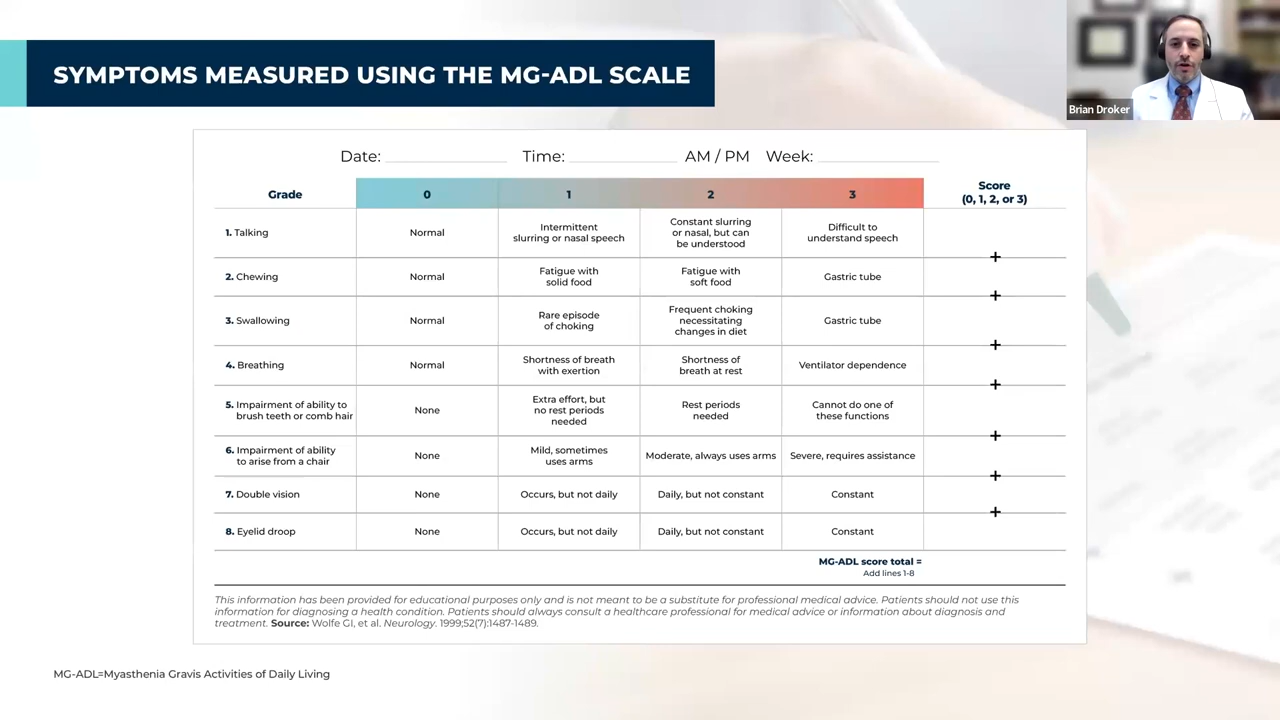 SYMPTOMS MEASURED USING THE MG-ADL SCALE
Brian Droker
Date: Time: AM / PM Week:
Grade 0 1 2 3 Score
(0, 1, 2, or 3)
1. Talking
Normal
Intermittent
slurring or nasal speech
Constant slurring
or nasal, but can
be understood
Difficult to
understand speech
+
2. Chewing
Normal
Fatigue with
solid food
Fatigue with
soft food
Gastric tube
+
3. Swallowing
Normal
Rare episode
of choking
Frequent choking
necessitating
changes in diet
Gastric tube
+
4. Breathing
Normal
Shortness of breath
with exertion
Shortness of
breath at rest
Ventilator dependence
+
5. Impairment of ability to
brush teeth or comb hair
None
Extra effort, but
no rest periods
needed
Rest periods
needed
Cannot do one of
these functions
+
6. Impairment of ability
to arise from a chair
None
Mild, sometimes
uses arms
Moderate, always uses arms
Severe, requires assistance
+
7. Double vision
None
Occurs, but not daily
Daily, but not constant
Constant
+
8. Eyelid droop
None
Occurs, but not daily
Daily, but not constant
Constant
MG-ADL score total =
Add lines 1-8
This information has been provided for educational purposes only and is not meant to be a substitute for professional medical advice. Patients should not use this
information for diagnosing a health condition. Patients should always consult a healthcare professional for medical advice or information about diagnosis and
treatment. Source: Wolfe GI, et al. Neurology. 1999;52(7):1487-1489.
MG-ADL=Myasthenia Gravis Activities of Daily Living